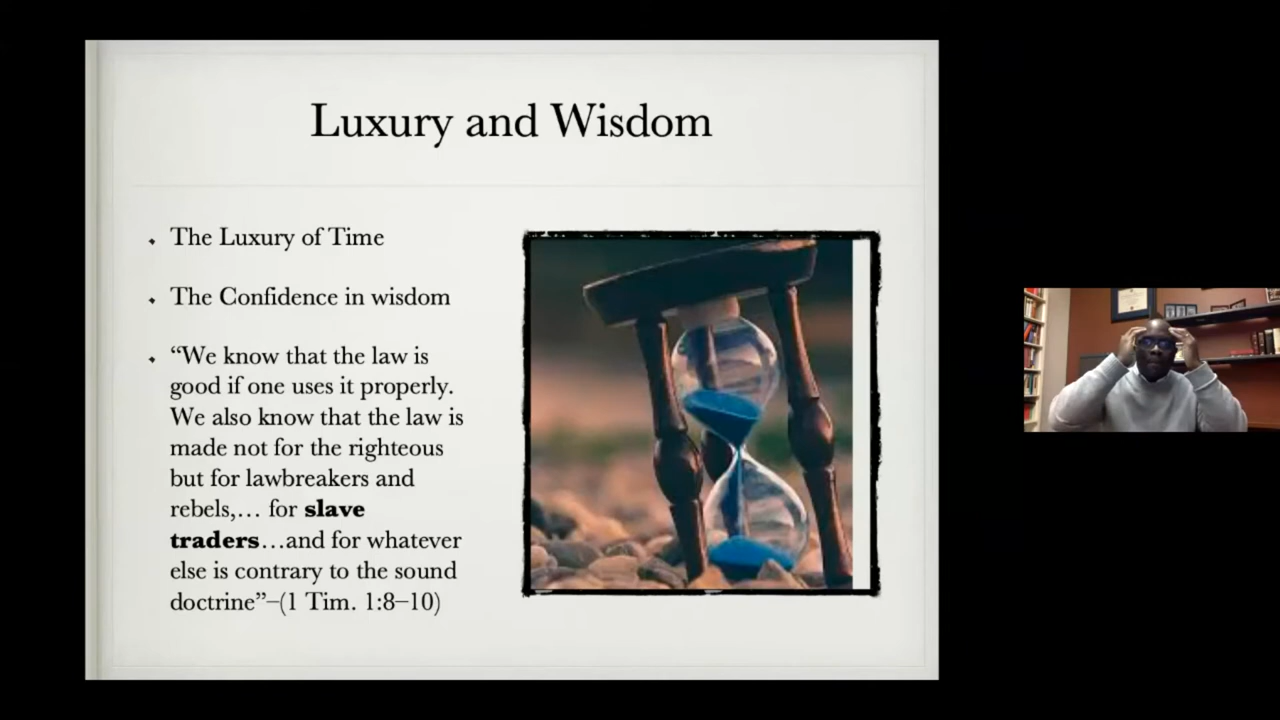 Luxury and Wisdom
The Luxury of Time
The Confidence in wisdom
“We know that the law is
good if one uses it properly.
We also know that the law is
made not for the righteous
but for lawbreakers and
rebels,… for slave
traders…and for whatever
else is contrary to the sound
doctrine”–(1 Tim. 1:8–10)